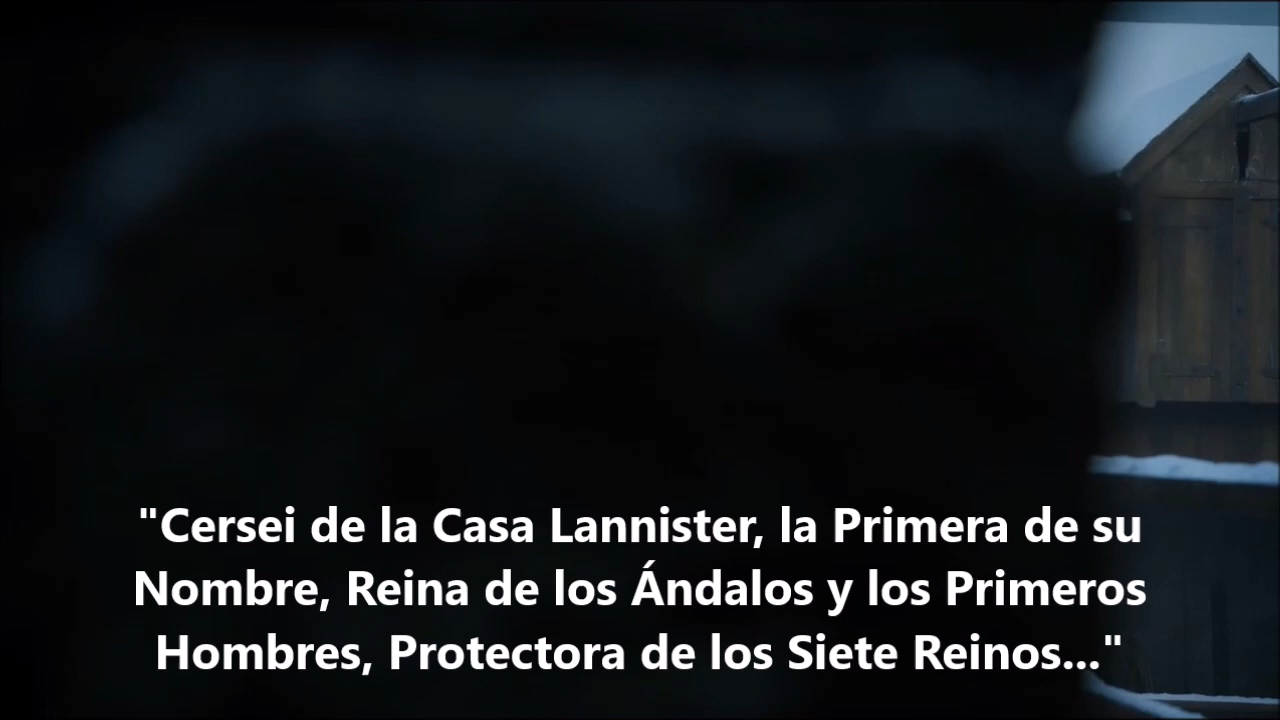 "Cersei de la Casa Lannister, la Primera de su
Nombre, Reina de los Ándalos y los Primeros
Hombres, Protectora de los Siete Reinos..."